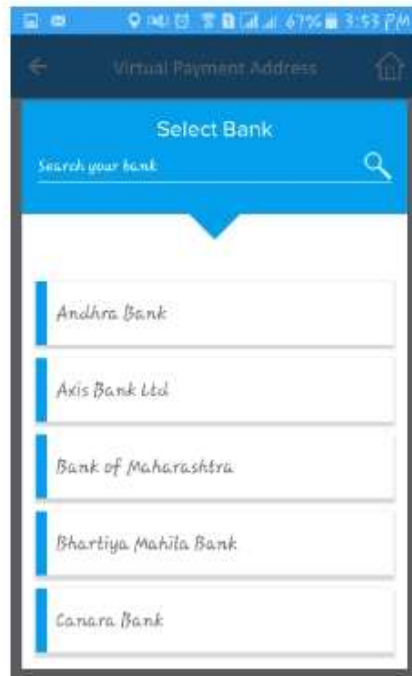 67% 3:53 PM
Virtual Payment Address
Select Bank
Search your bank
Andhra Bank
Axis Bank Ltd
Bank of Maharashtra
Bhartiya Mahila Bank
Canara Bank